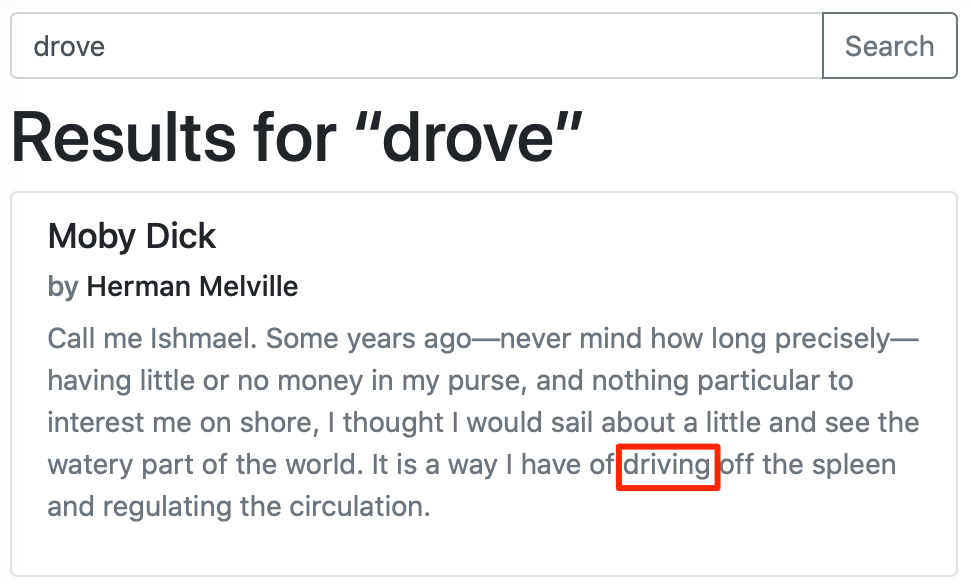 drove
Search
Results for “drove”
Moby Dick
by Herman Melville
Call me Ishmael. Some years ago—never mind how long precisely—
having little or no money in my purse, and nothing particular to
interest me on shore, I thought I would sail about a little and see the
watery part of the world. It is a way I have of driving off the spleen
and regulating the circulation.